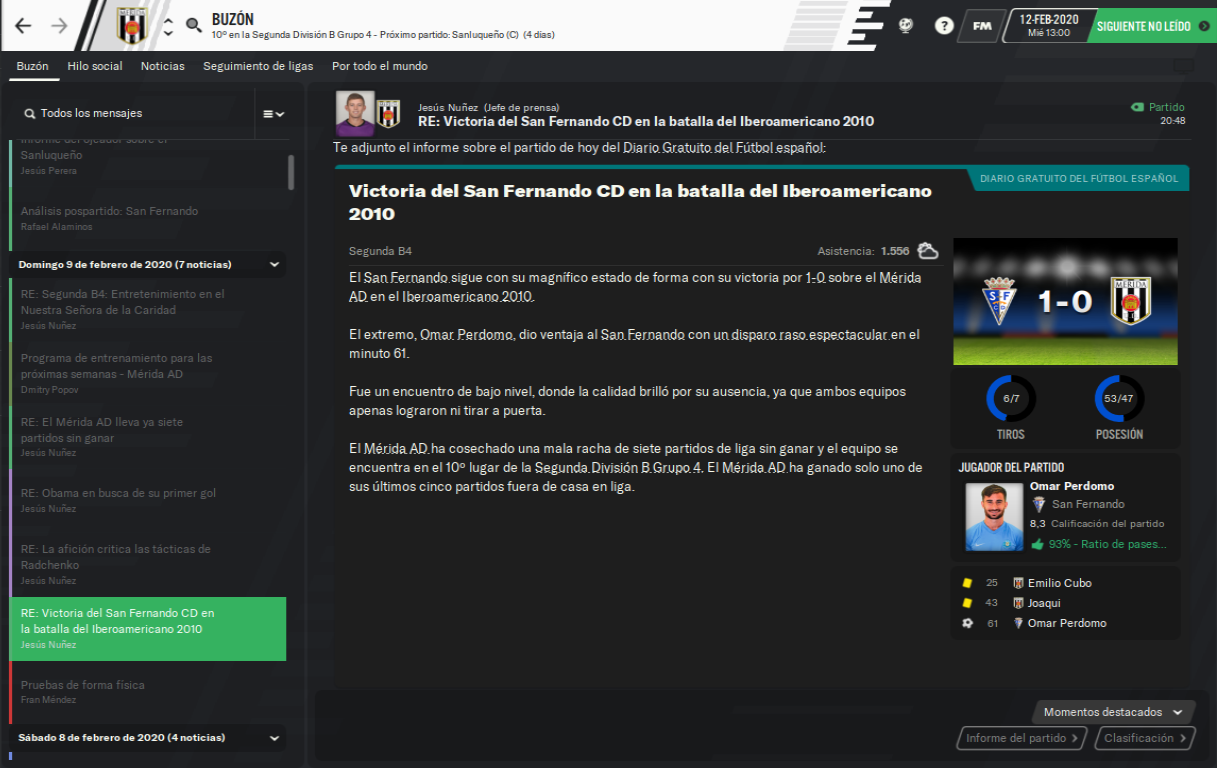 BUZÓN
10º en la Segunda División B Grupo 4 - Próximo partido: Sanluqueño (C) (4 días)
?
FM
12-FEB-2020
Mié 13:00
SIGUIENTE NO LEÍDO
Buzón Hilo social Noticias Seguimiento de ligas Por todo el mundo
Todos los mensajes
Informe del ojeador sobre el
Sanluqueño
Jesús Perera
Análisis pospartido: San Fernando
Rafael Alaminos
Domingo 9 de febrero de 2020 (7 noticias)
RE: Segunda B4: Entretenimiento en el
Nuestra Señora de la Caridad
Jesús Nuñez
Programa de entrenamiento para las
próximas semanas - Mérida AD
Dmitry Popov
RE: El Mérida AD lleva ya siete
partidos sin ganar
Jesús Nuñez
RE: Obama en busca de su primer gol
Jesús Nuñez
RE: La afición critica las tácticas de
Radchenko
Jesús Nuñez
RE: Victoria del San Fernando CD en
la batalla del Iberoamericano 2010
Jesús Nuñez
Pruebas de forma física
Fran Méndez
Sábado 8 de febrero de 2020 (4 noticias)
Jesús Nuñez (Jefe de prensa)
RE: Victoria del San Fernando CD en la batalla del Iberoamericano 2010
Partido
20:48
Te adjunto el informe sobre el partido de hoy del Diario Gratuito del Fútbol español:
DIARIO GRATUITO DEL FÚTBOL ESPAÑOL
Victoria del San Fernando CD en la batalla del Iberoamericano
2010
Segunda B4
Asistencia: 1.556
El San Fernando sigue con su magnífico estado de forma con su victoria por 1-0 sobre el Mérida
AD en el Iberoamericano 2010.
El extremo, Omar Perdomo, dio ventaja al San Fernando con un disparo raso espectacular en el
minuto 61.
Fue un encuentro de bajo nivel, donde la calidad brilló por su ausencia, ya que ambos equipos
apenas lograron ni tirar a puerta.
El Mérida AD ha cosechado una mala racha de siete partidos de liga sin ganar y el equipo se
encuentra en el 10º lugar de la Segunda División B Grupo 4. El Mérida AD ha ganado solo uno de
sus últimos cinco partidos fuera de casa en liga.
1-0
MÉRIDA
6/7
TIROS
53/47
POSESIÓN
JUGADOR DEL PARTIDO
Omar Perdomo
San Fernando
8,3 Calificación del partido
93% - Ratio de pases...
25 Emilio Cubo
43 Joaqui
61 Omar Perdomo
Momentos destacados
Informe del partido
Clasificación